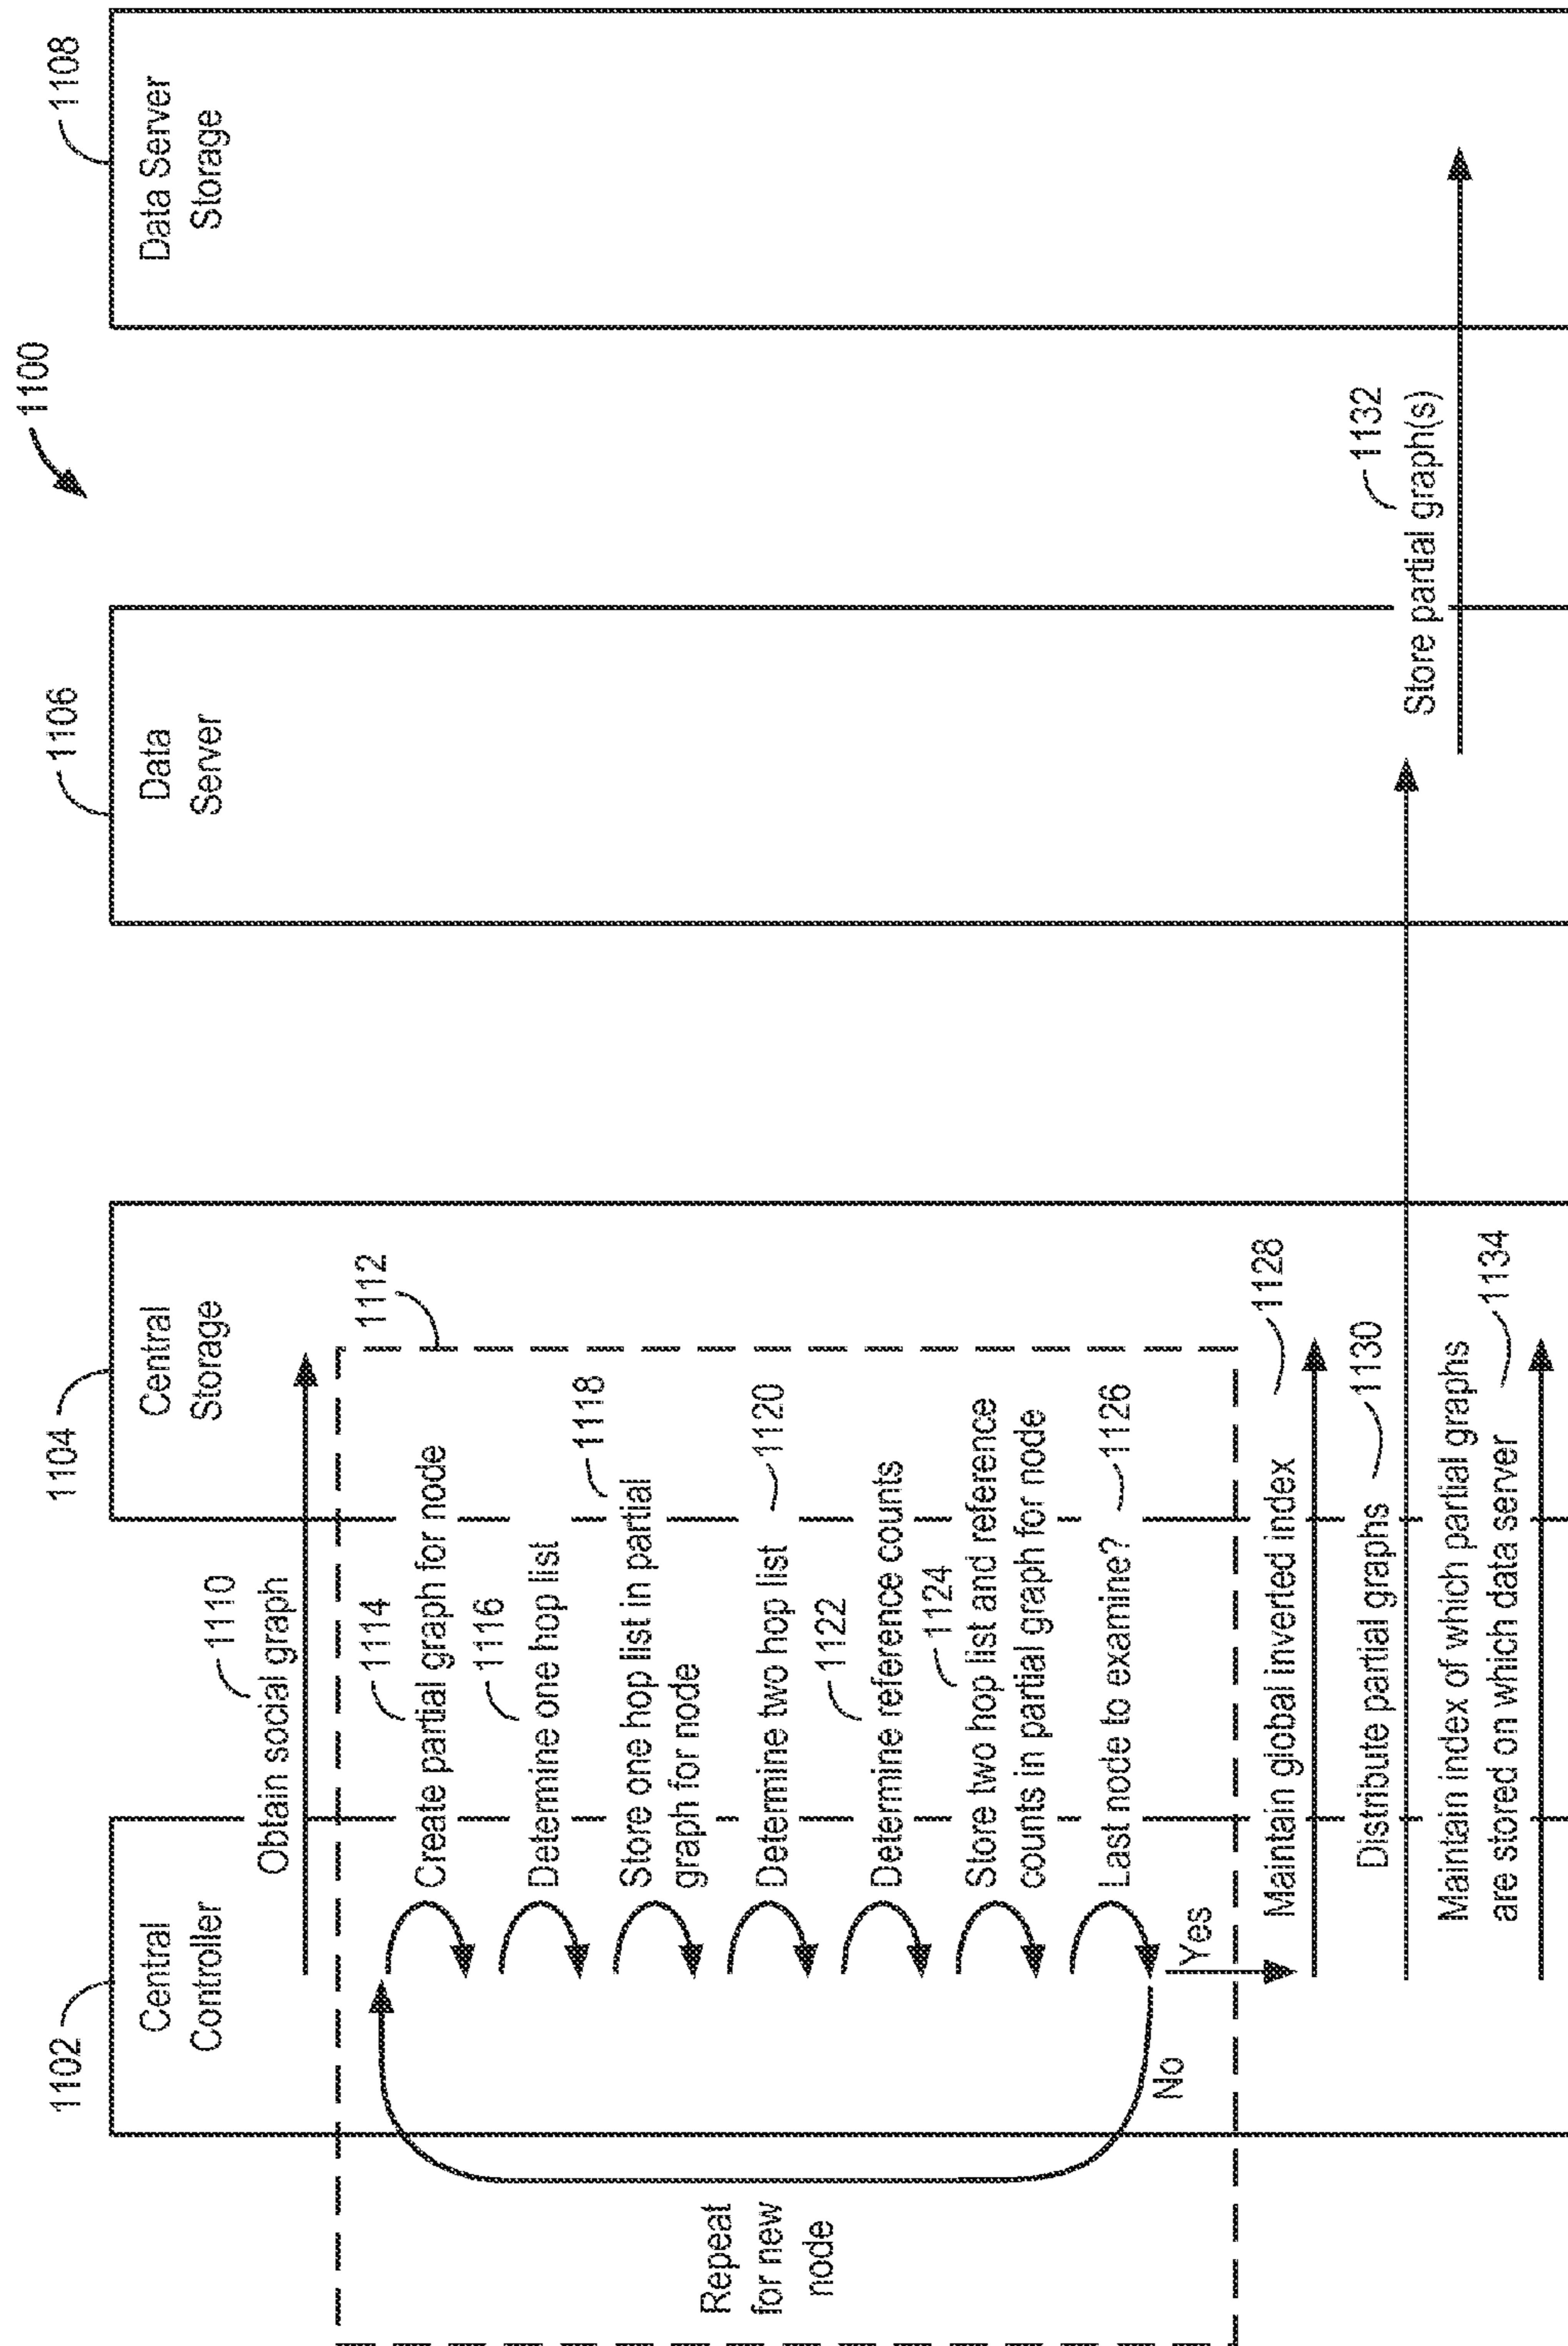 1100
1102
Central
Controller
1104
Central
Storage
1106
Data
Server
1108
Data Server
Storage
1110
Obtain social graph
1112
1114
Create partial graph for node
1116
Determine one hop list
1118
Store one hop list in partial
graph for node
1120
Determine two hop list
1122
Determine reference counts
1124
Store two hop list and reference
counts in partial graph for node
1126
Last node to examine?
Repeat
for new
node
No
Yes
1128
Maintain global inverted index
1130
Distribute partial graphs
1132
Store partial graph(s)
1134
Maintain index of which partial graphs
are stored on which data server